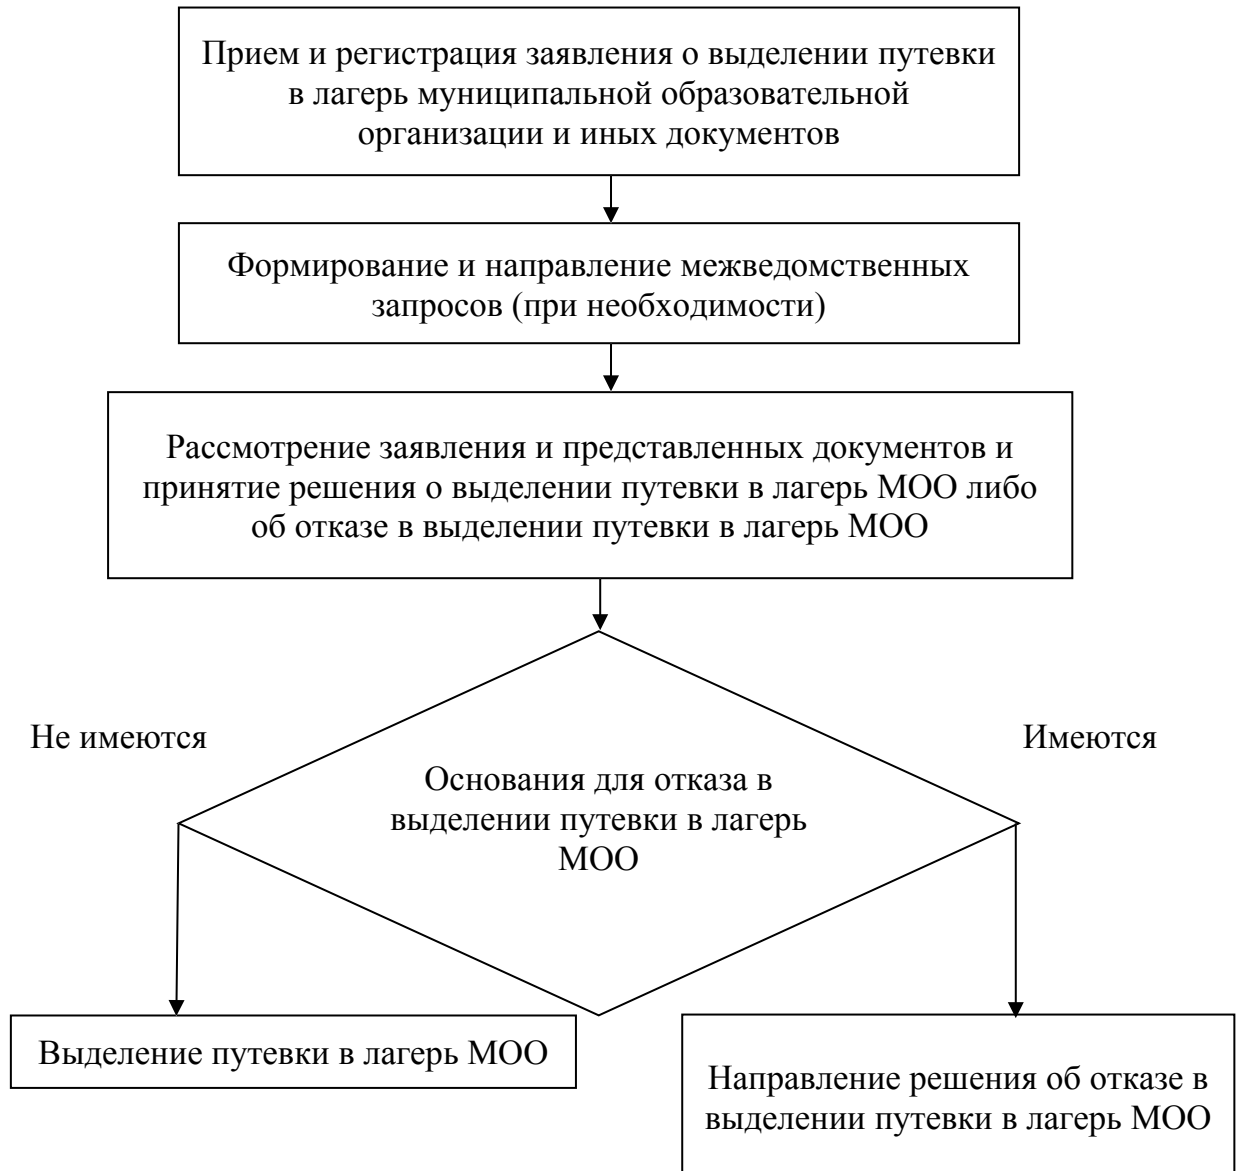 Прием и регистрация заявления о выделении путевки
в лагерь муниципальной образовательной
организации и иных документов
Формирование и направление межведомственных
запросов (при необходимости)
Рассмотрение заявления и представленных документов и
принятие решения о выделении путевки в лагерь МОО либо
об отказе в выделении путевки в лагерь МОО
Не имеются
Имеются
Основания для отказа в
выделении путевки в лагерь
МОО
Выделение путевки в лагерь МОО
Направление решения об отказе в
выделении путевки в лагерь МОО